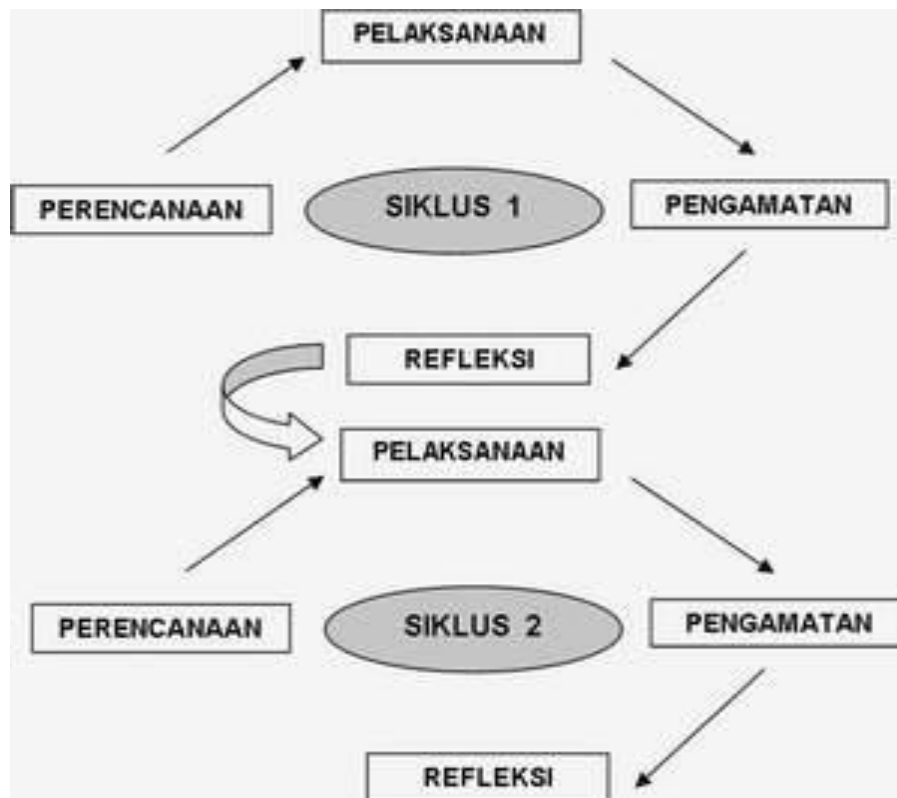 PELAKSANAAN
PERENCANAAN
SIKLUS 1
PENGAMATAN
REFLEKSI
PELAKSANAAN
PERENCANAAN
SIKLUS 2
PENGAMATAN
REFLEKSI